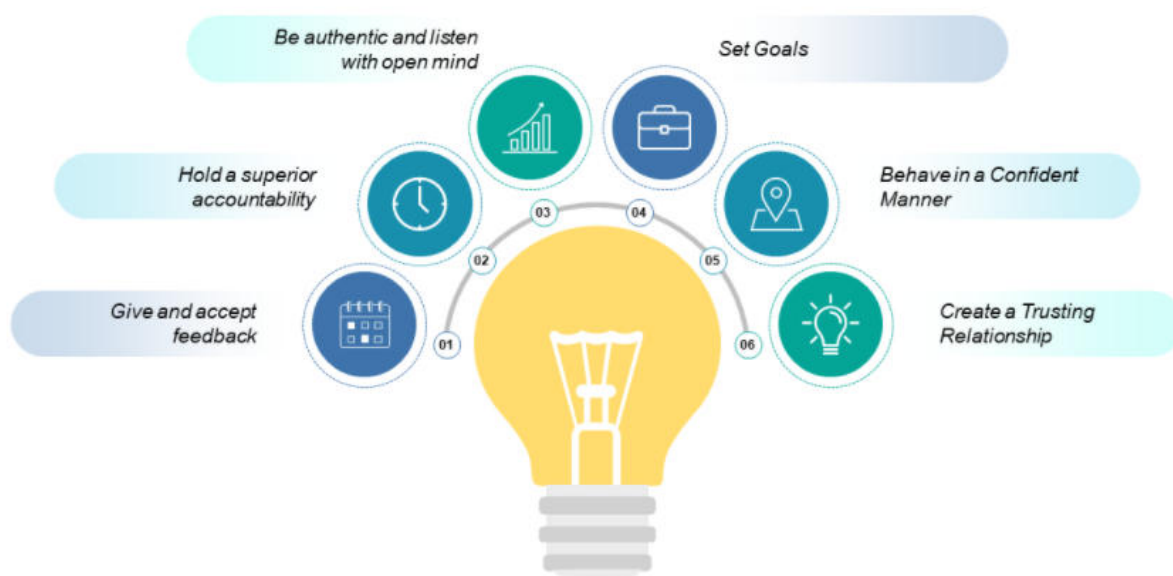 Be authentic and listen
with open mind
Set Goals
Hold a superior
accountability
Behave in a Confident
Manner
Give and accept
feedback
Create a Trusting
Relationship
01
02
03
04
05
06